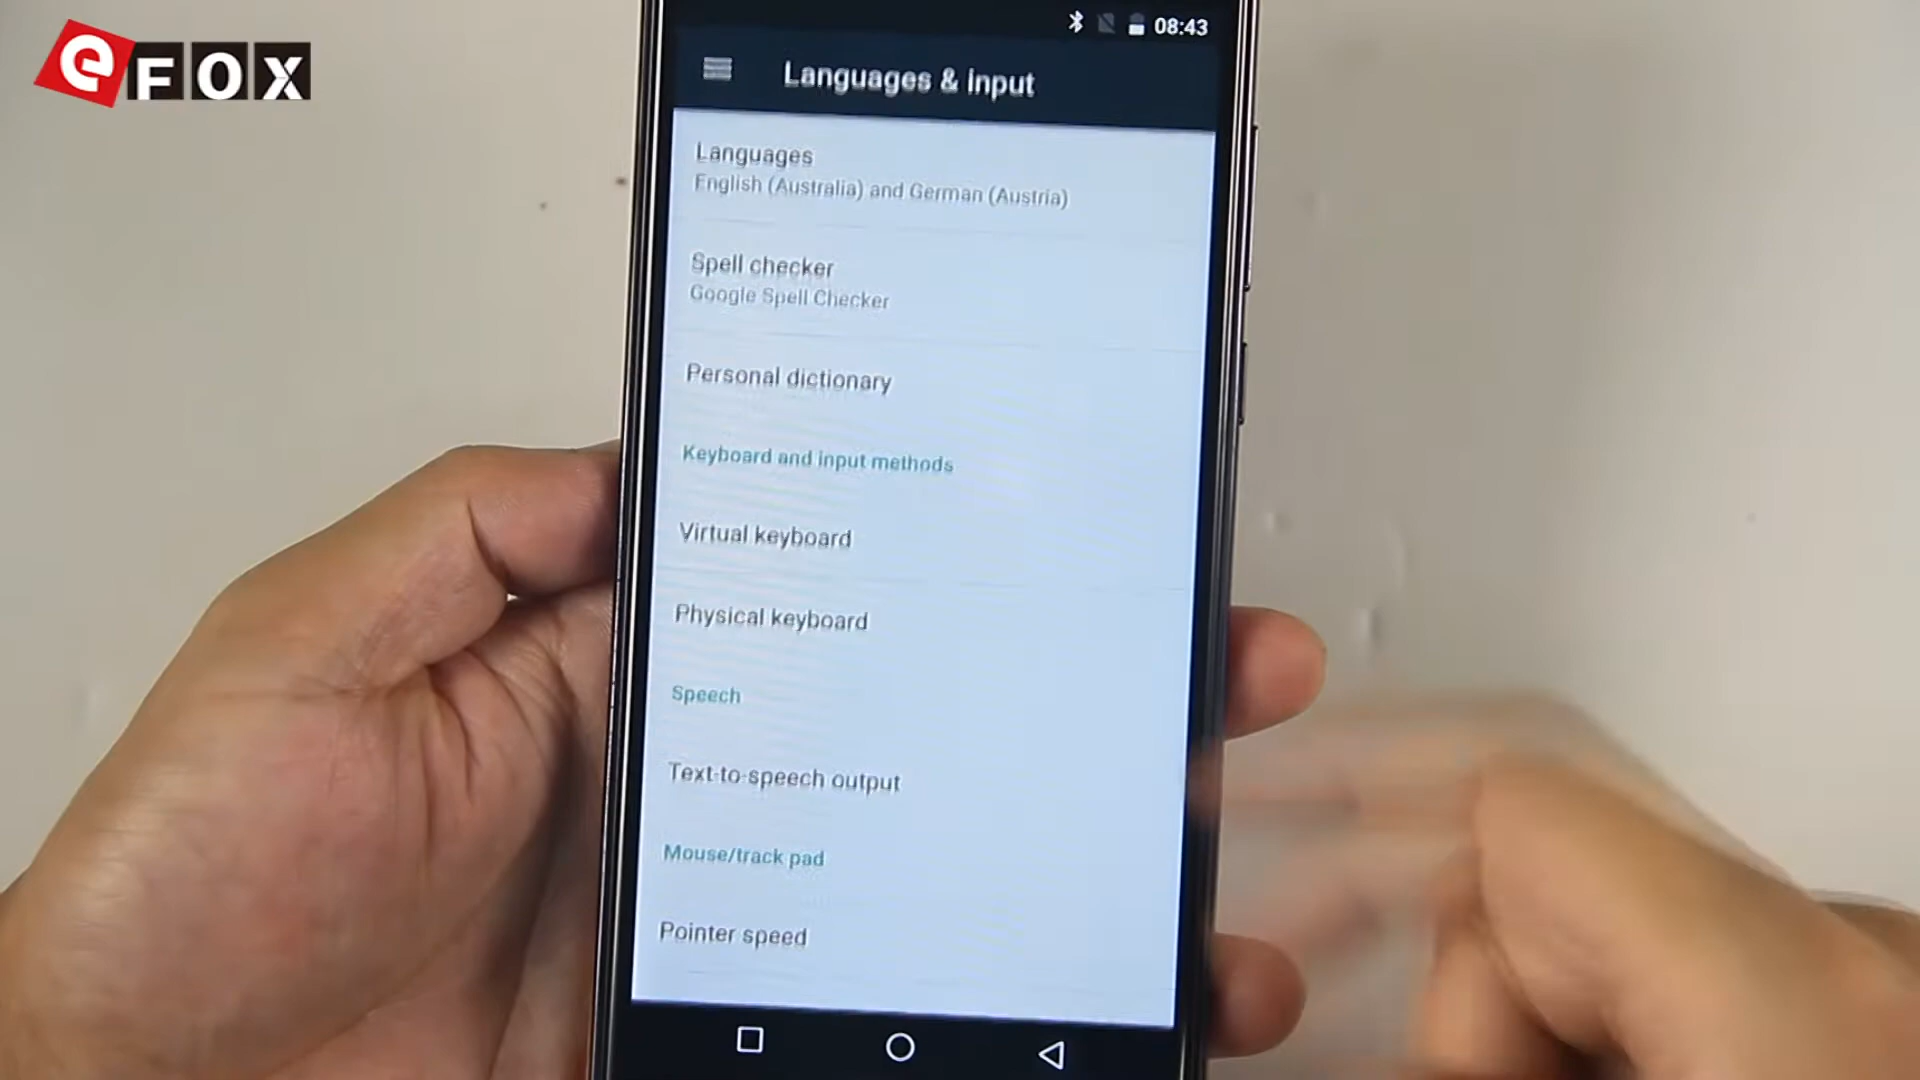 eFOX
08:43
Languages & input
Languages
English (Australia) and German (Austria)
Spell checker
Google Spell Checker
Personal dictionary
Keyboard and input methods
Virtual keyboard
Physical keyboard
Speech
Text-to-speech output
Mouse/track pad
Pointer speed